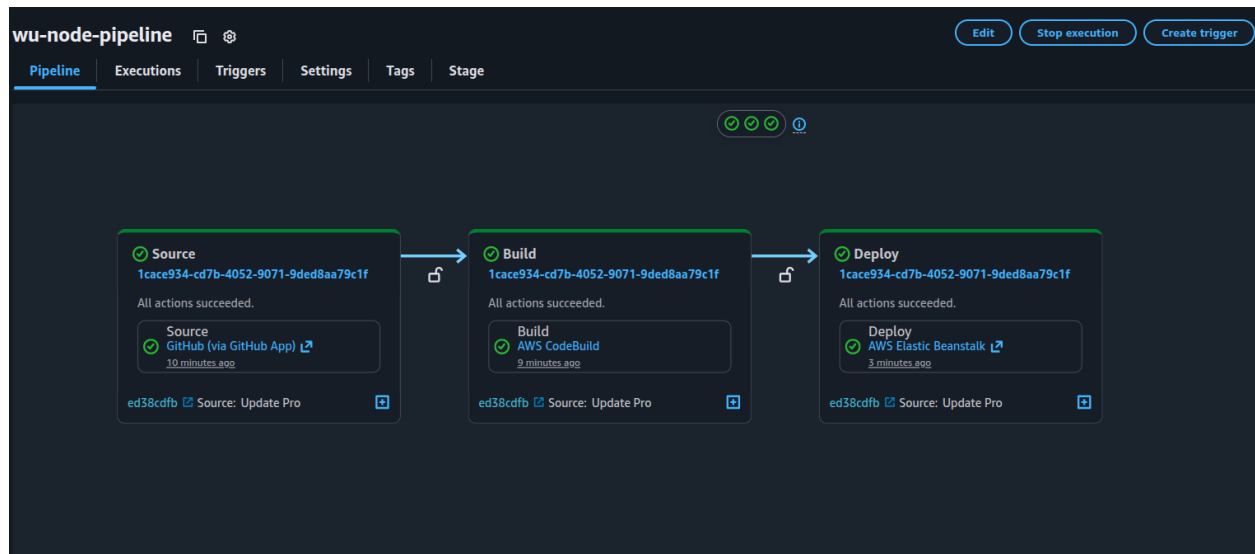 wu-node-pipeline
Edit
Stop execution
Create trigger
Pipeline
Executions
Triggers
Settings
Tags
Stage
Source
1cace934-cd7b-4052-9071-9ded8aa79c1f
All actions succeeded.
Source
GitHub (via GitHub App)
10 minutes ago
ed38cdfb Source: Update Pro
Build
1cace934-cd7b-4052-9071-9ded8aa79c1f
All actions succeeded.
Build
AWS CodeBuild
9 minutes ago
ed38cdfb Source: Update Pro
Deploy
1cace934-cd7b-4052-9071-9ded8aa79c1f
All actions succeeded.
Deploy
AWS Elastic Beanstalk
3 minutes ago
ed38cdfb Source: Update Pro